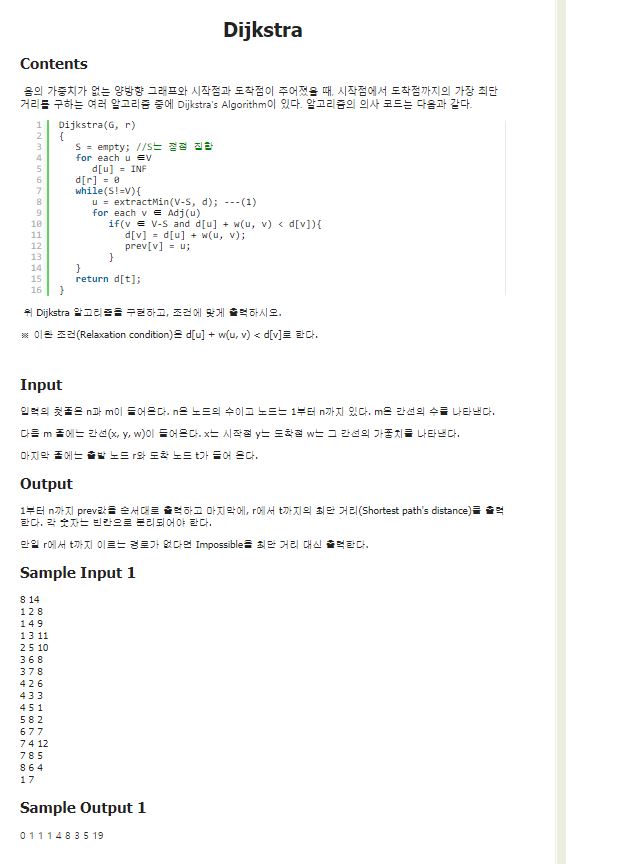 Dijkstra
Contents
음의 가중치가 없는 양방향 그래프와 시작점과 도착점이 주어졌을 때, 시작점에서 도착점까지의 가장 최단
거리를 구하는 여러 알고리즘 중에 Dijkstra's Algorithm이 있다. 알고리즘의 의사 코드는 다음과 같다.
1 Dijkstra(G, r)
2 {
3 S = empty; //S는 정점 집합
4 for each u ∈V
5 d[u] = INF
6 d[r] = 0
7 while(S!=V){
8 u = extractMin(V-S, d); ---(1)
9 for each v ∈ Adj(u)
10 if(v ∈ V-S and d[u] + w(u, v) < d[v]){
11 d[v] = d[u] + w(u, v);
12 prev[v] = u;
13 }
14 }
15 return d[t];
16 }
위 Dijkstra 알고리즘을 구현하고, 조건에 맞게 출력하시오.
※ 이완 조건(Relaxation condition)은 d[u] + w(u, v) < d[v]로 한다.
Input
입력의 첫줄은 n과 m이 들어온다. n은 노드의 수이고 노드는 1부터 n까지 있다. m은 간선의 수를 나타낸다.
다음 m 줄에는 간선(x, y, w)이 들어온다. x는 시작점 y는 도착점 w는 그 간선의 가중치를 나타낸다.
마지막 줄에는 출발 노드 r와 도착 노드 t가 들어 온다.
Output
1부터 n까지 prev값을 순서대로 출력하고 마지막에, r에서 t까지의 최단 거리(Shortest path's distance)를 출력
한다. 각 숫자는 빈칸으로 분리되어야 한다.
만일 r에서 t까지 이르는 경로가 없다면 Impossible을 최단 거리 대신 출력한다.
Sample Input 1
8 14
1 2 8
1 4 9
1 3 11
2 5 10
3 6 8
3 7 8
4 2 6
4 3 3
4 5 1
5 8 2
6 7 7
7 4 12
7 8 5
8 6 4
1 7
Sample Output 1
0 1 1 1 4 8 3 5 19